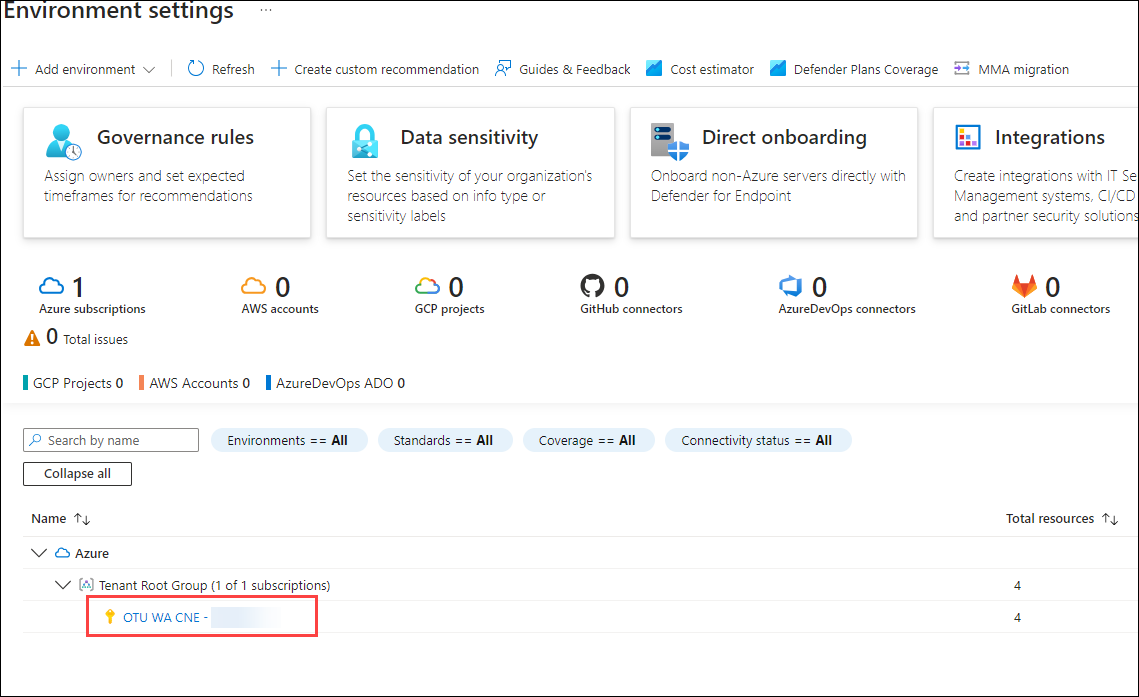 Environment settings ...
Add environment
Refresh
Create custom recommendation
Guides & Feedback
Cost estimator
Defender Plans Coverage
MMA migration
Governance rules
Assign owners and set expected
timeframes for recommendations
Data sensitivity
Set the sensitivity of your organization's
resources based on info type or
sensitivity labels
Direct onboarding
Onboard non-Azure servers directly with
Defender for Endpoint
Integrations
Create integrations with IT Se
Management systems, CI/CD
and partner security solutions
1
Azure subscriptions
0
AWS accounts
0
GCP projects
0
GitHub connectors
0
AzureDevOps connectors
0
GitLab connectors
0 Total issues
GCP Projects 0
AWS Accounts 0
AzureDevOps ADO 0
Search by name
Environments == All
Standards == All
Coverage == All
Connectivity status == All
Collapse all
Name
Total resources
Azure
Tenant Root Group (1 of 1 subscriptions)
4
OTU WA CNE -
4